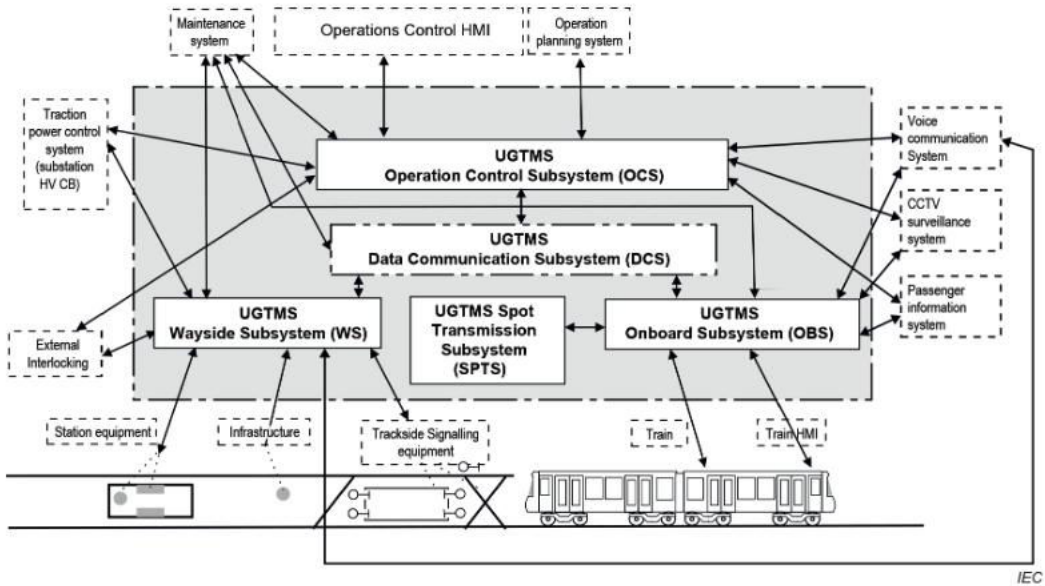 Maintenance
system
Operations Control HMI
Operation
planning system
Traction
power control
system
(substation
HV CB)
Voice
communication
System
UGTMS
Operation Control Subsystem (OCS)
CCTV
surveillance
system
UGTMS
Data Communication Subsystem (DCS)
Passenger
information
system
UGTMS
Wayside Subsystem (WS)
UGTMS Spot
Transmission
Subsystem
(SPTS)
UGTMS
Onboard Subsystem (OBS)
External
Interlocking
Station equipment
Infrastructure
Trackside Signalling
equipment
Train
Train HMI
IEC